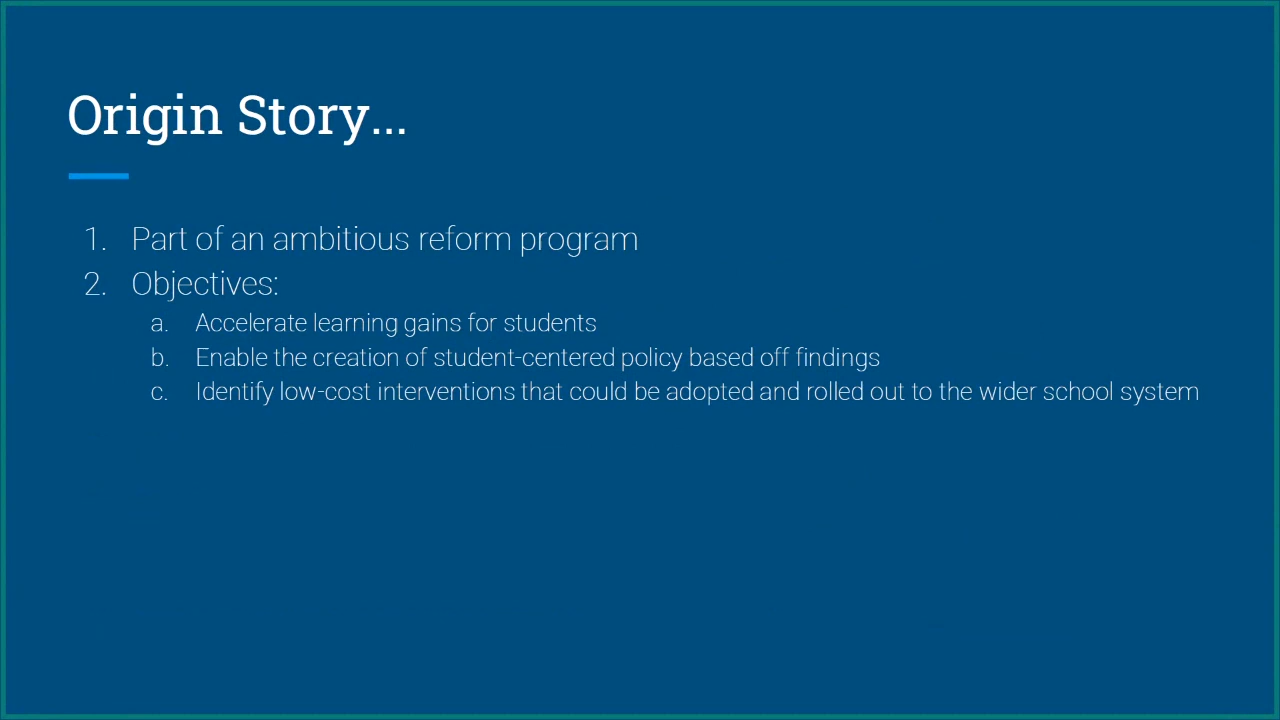 Origin Story...
1. Part of an ambitious reform program
2. Objectives:
a. Accelerate learning gains for students
b. Enable the creation of student-centered policy based off findings
c. Identify low-cost interventions that could be adopted and rolled out to the wider school system